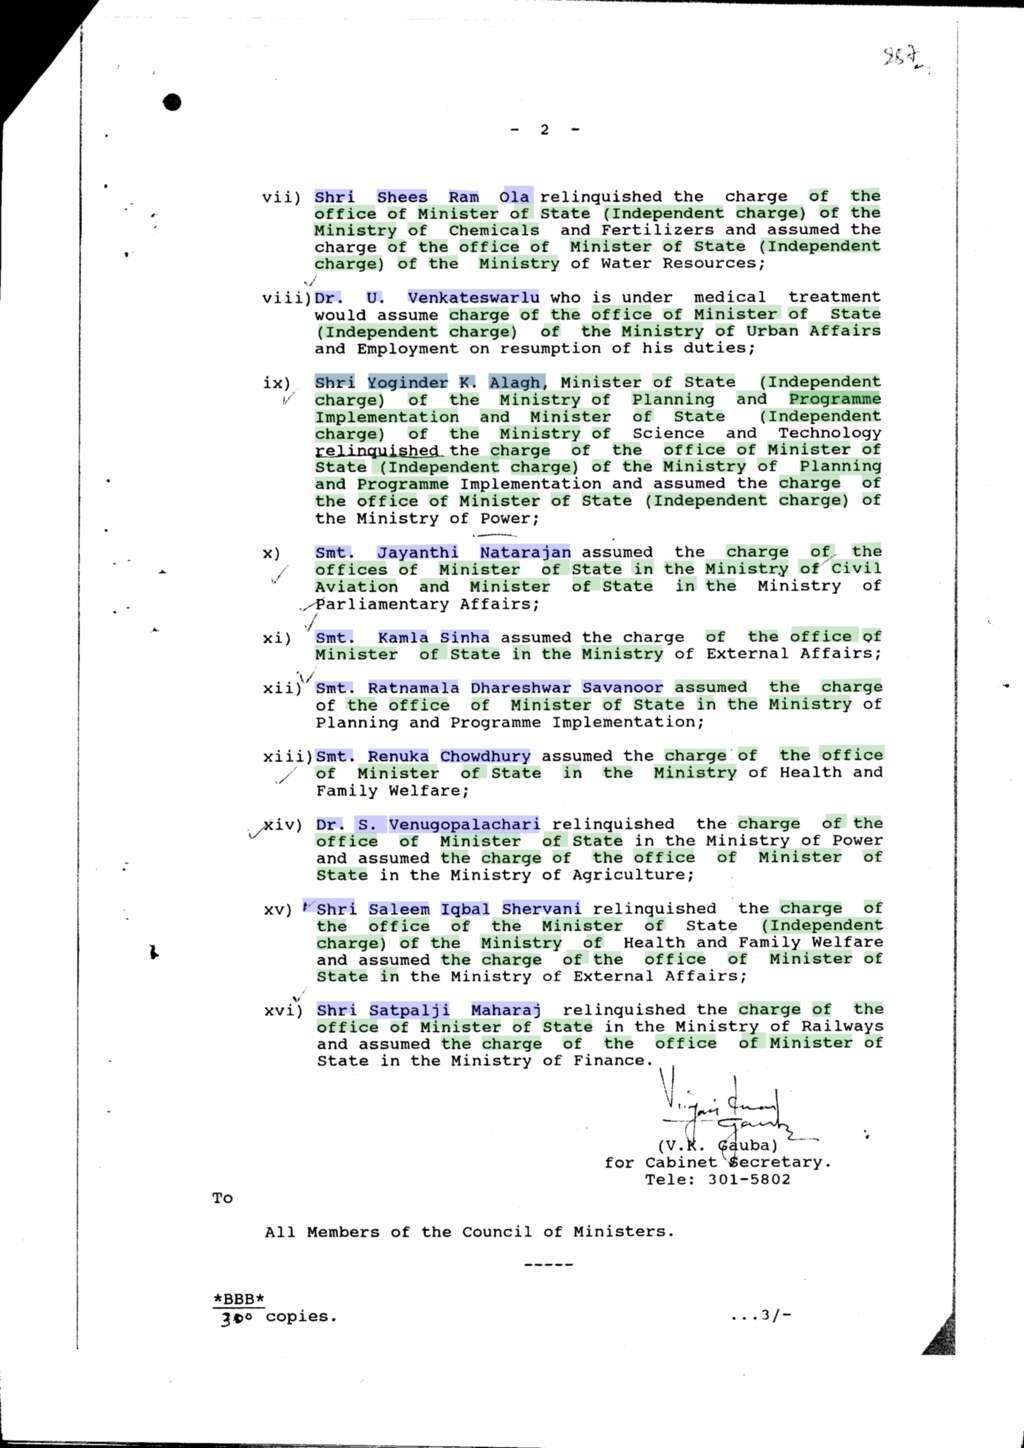 287
- 2 -
vii) Shri Shees Ram Ola relinquished the charge of the
office of Minister of State (Independent charge) of the
Ministry of Chemicals and Fertilizers and assumed the
charge of the office of Minister of State (Independent
charge) of the Ministry of Water Resources;
viii)Dr. U. Venkateswarlu who is under medical treatment
would assume charge of the office of Minister of State
(Independent charge) of the Ministry of Urban Affairs
and Employment on resumption of his duties;
ix) Shri Yoginder K. Alagh, Minister of State (Independent
charge) of the Ministry of Planning and Programme
Implementation and Minister of State (Independent
charge) of the Ministry of Science and Technology
relinquished the charge of the office of Minister of
State (Independent charge) of the Ministry of Planning
and Programme Implementation and assumed the charge of
the office of Minister of State (Independent charge) of
the Ministry of Power;
x) Smt. Jayanthi Natarajan assumed the charge of the
offices of Minister of State in the Ministry of Civil
Aviation and Minister of State in the Ministry of
Parliamentary Affairs;
xi) Smt. Kamla Sinha assumed the charge of the office of
Minister of State in the Ministry of External Affairs;
xii) Smt. Ratnamala Dhareshwar Savanoor assumed the charge
of the office of Minister of State in the Ministry of
Planning and Programme Implementation;
xiii)Smt. Renuka Chowdhury assumed the charge of the office
of Minister of State in the Ministry of Health and
Family Welfare;
xiv) Dr. S. Venugopalachari relinquished the charge of the
office of Minister of State in the Ministry of Power
and assumed the charge of the office of Minister of
State in the Ministry of Agriculture;
xv) Shri Saleem Iqbal Shervani relinquished the charge of
the office of the Minister of State (Independent
charge) of the Ministry of Health and Family Welfare
and assumed the charge of the office of Minister of
State in the Ministry of External Affairs;
xvi) Shri Satpalji Maharaj relinquished the charge of the
office of Minister of State in the Ministry of Railways
and assumed the charge of the office of Minister of
State in the Ministry of Finance.
(V.K. Gauba)
for Cabinet Secretary.
Tele: 301-5802
To
All Members of the Council of Ministers.
-----
*BBB*
300 copies.
...3/-